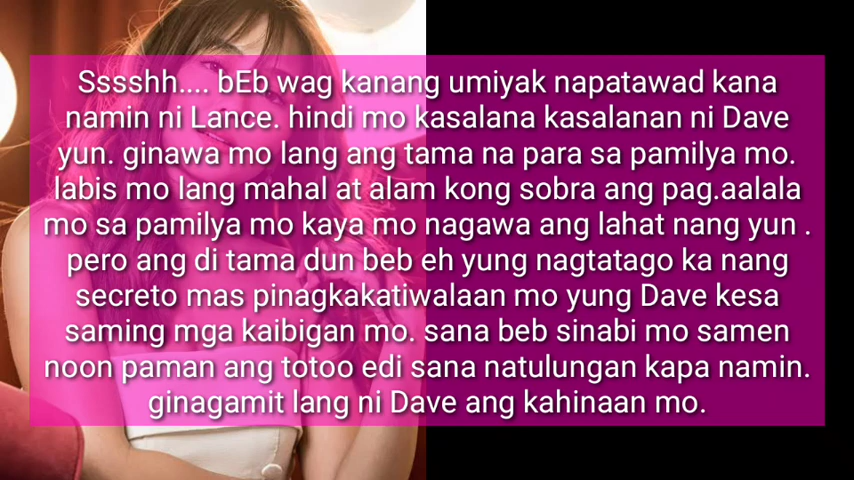 Sssshh.... bEb wag kanang umiyak napatawad kana
namin ni Lance. hindi mo kasalana kasalanan ni Dave
yun. ginawa mo lang ang tama na para sa pamilya mo.
labis mo lang mahal at alam kong sobra ang pag.aalala
mo sa pamilya mo kaya mo nagawa ang lahat nang yun .
pero ang di tama dun beb eh yung nagtatago ka nang
secreto mas pinagkakatiwalaan mo yung Dave kesa
saming mga kaibigan mo. sana beb sinabi mo samen
noon paman ang totoo edi sana natulungan kapa namin.
ginagamit lang ni Dave ang kahinaan mo.